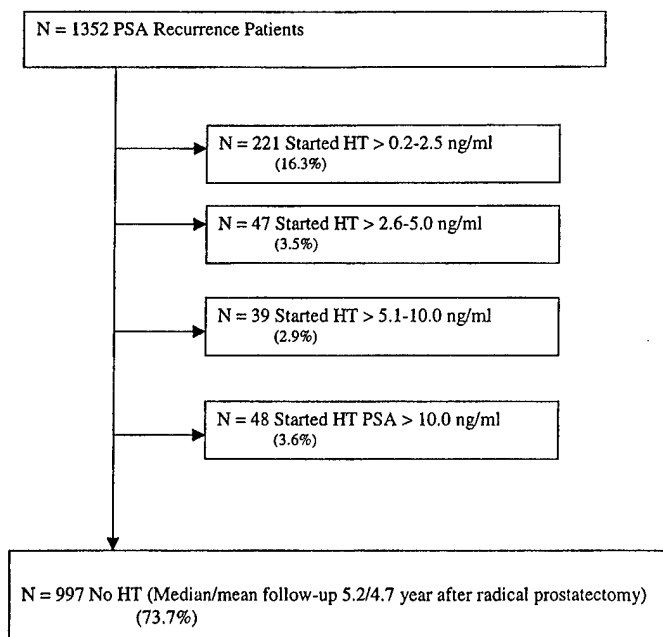 N = 1352 PSA Recurrence Patients
N = 221 Started HT > 0.2-2.5 ng/ml
(16.3%)
N = 47 Started HT > 2.6-5.0 ng/ml
(3.5%)
N = 39 Started HT > 5.1-10.0 ng/ml
(2.9%)
N = 48 Started HT PSA > 10.0 ng/ml
(3.6%)
N = 997 No HT (Median/mean follow-up 5.2/4.7 year after radical prostatectomy)
(73.7%)